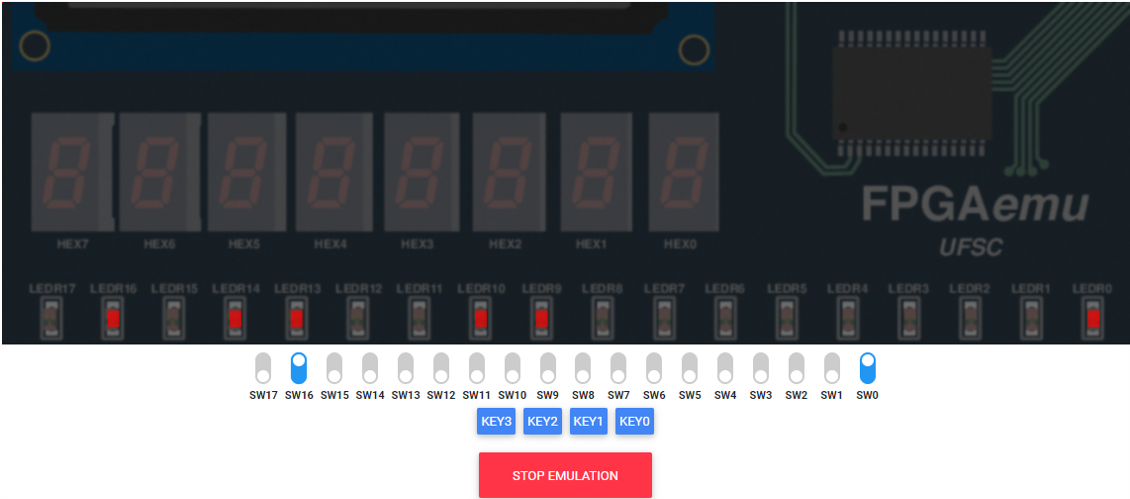 FPGAemu
UFSC
HEX7 HEX6 HEX5 HEX4 HEX3 HEX2 HEX1 HEX0
LEDR17 LEDR16 LEDR15 LEDR14 LEDR13 LEDR12 LEDR11 LEDR10 LEDR9 LEDR8 LEDR7 LEDR6 LEDR5 LEDR4 LEDR3 LEDR2 LEDR1 LEDR0
SW17 SW16 SW15 SW14 SW13 SW12 SW11 SW10 SW9 SW8 SW7 SW6 SW5 SW4 SW3 SW2 SW1 SW0
KEY3 KEY2 KEY1 KEY0
STOP EMULATION